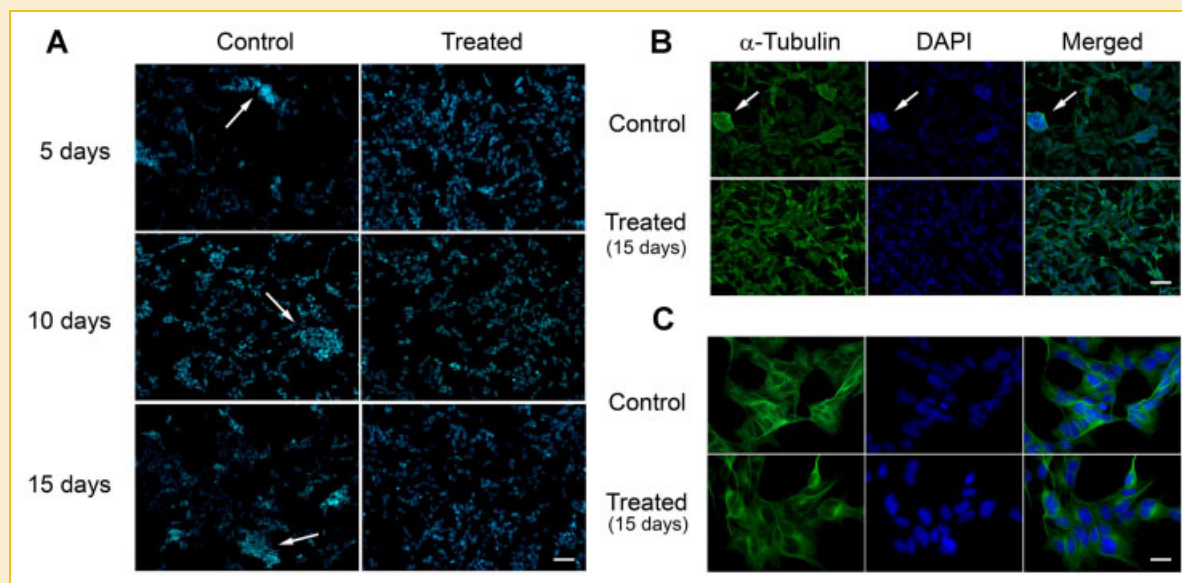 A
Control
Treated
5 days
10 days
15 days
B
α-Tubulin
DAPI
Merged
Control
Treated
(15 days)
C
Control
Treated
(15 days)